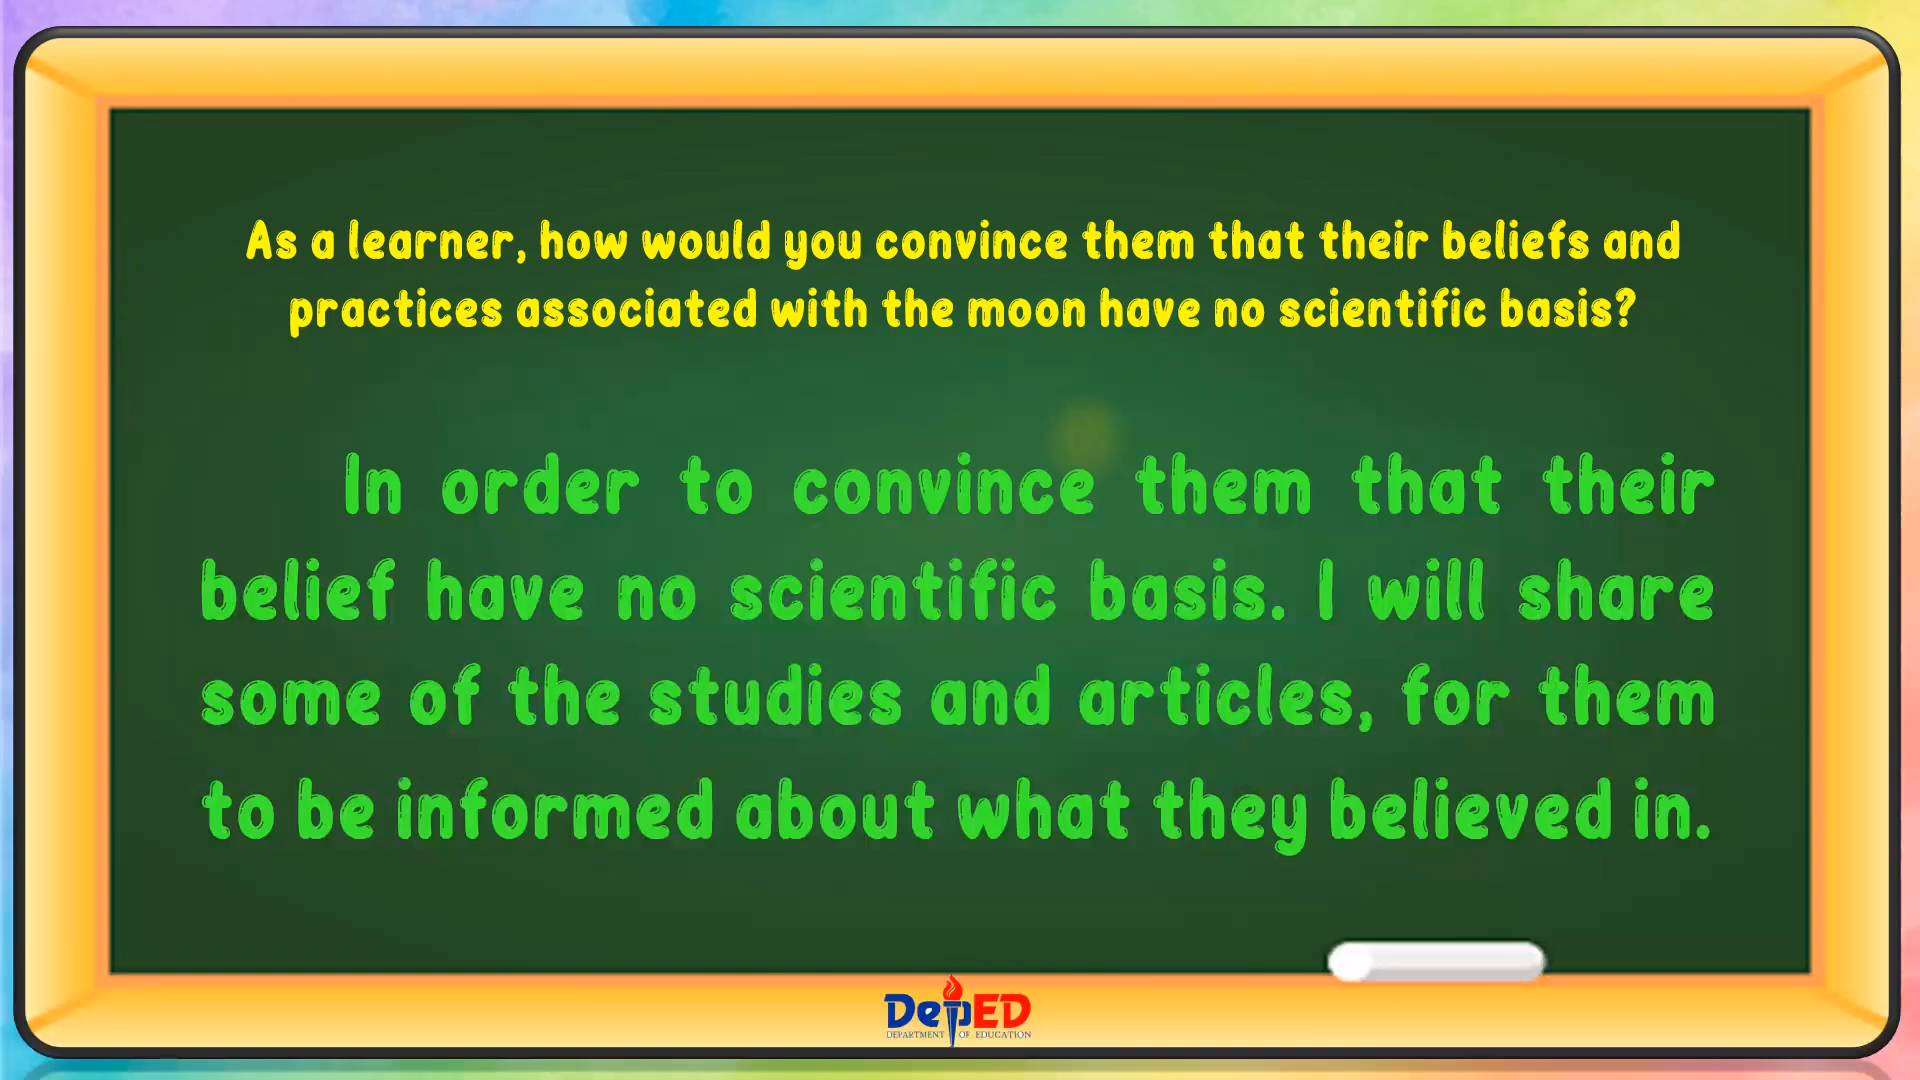 As a learner, how would you convince them that their beliefs and
practices associated with the moon have no scientific basis?
In order to convince them that their
belief have no scientific basis. I will share
some of the studies and articles, for them
to be informed about what they believed in.
DepED
DEPARTMENT OF EDUCATION